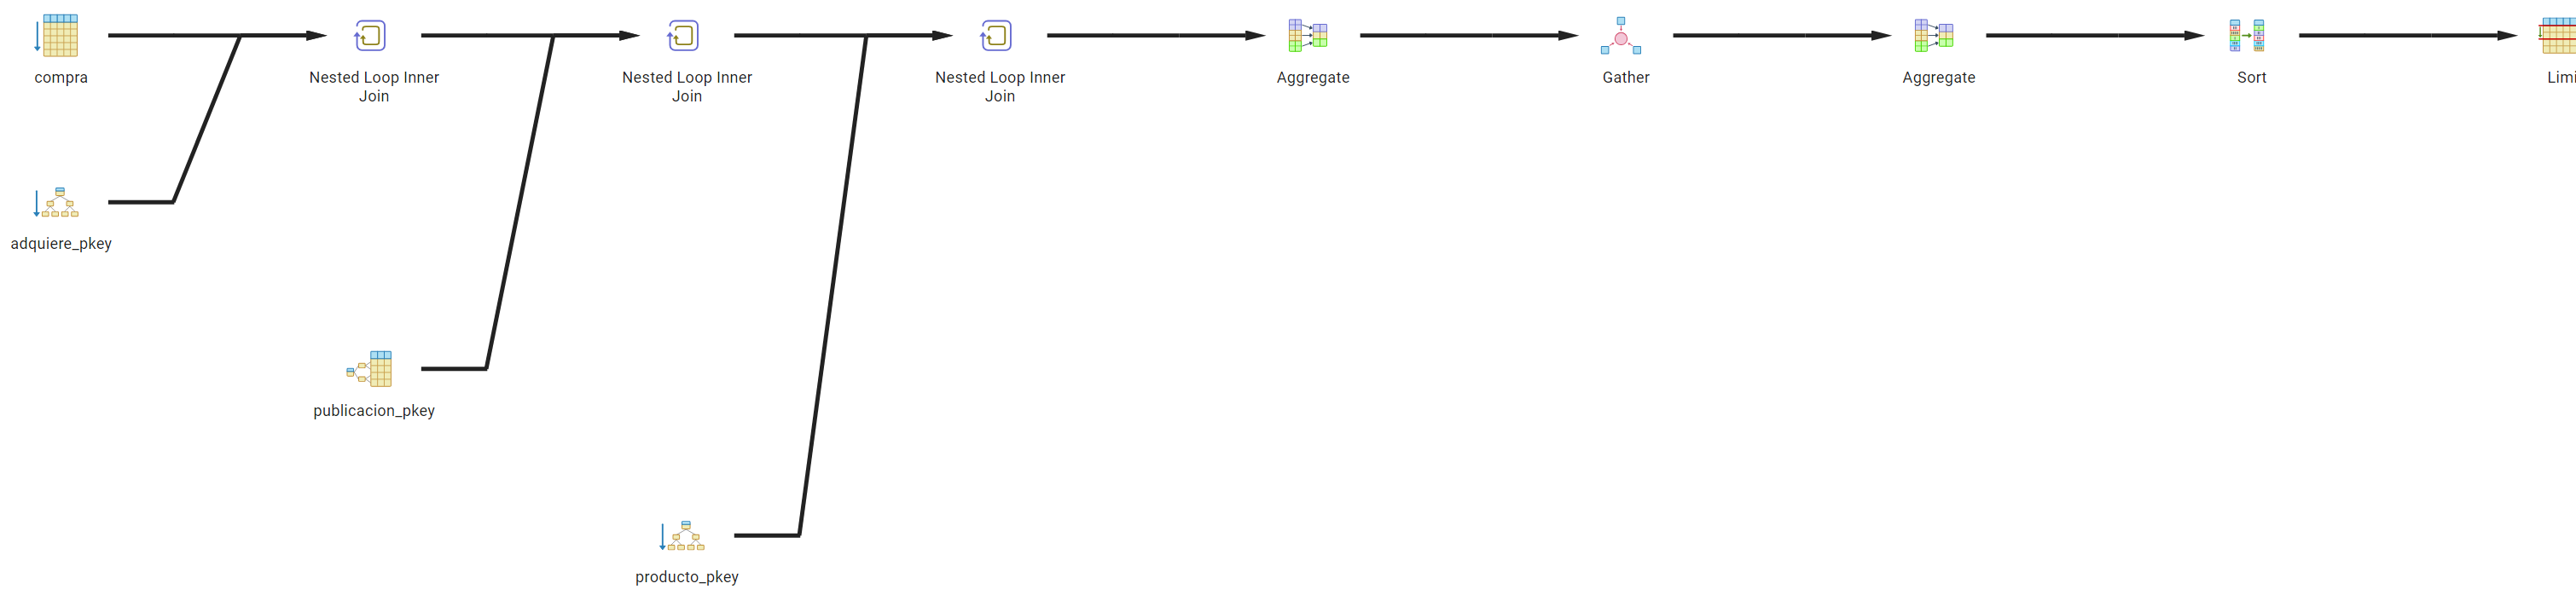 compra
Nested Loop Inner
Join
Nested Loop Inner
Join
Nested Loop Inner
Join
Aggregate
Gather
Aggregate
Sort
Limi
adquiere_pkey
publicacion_pkey
producto_pkey